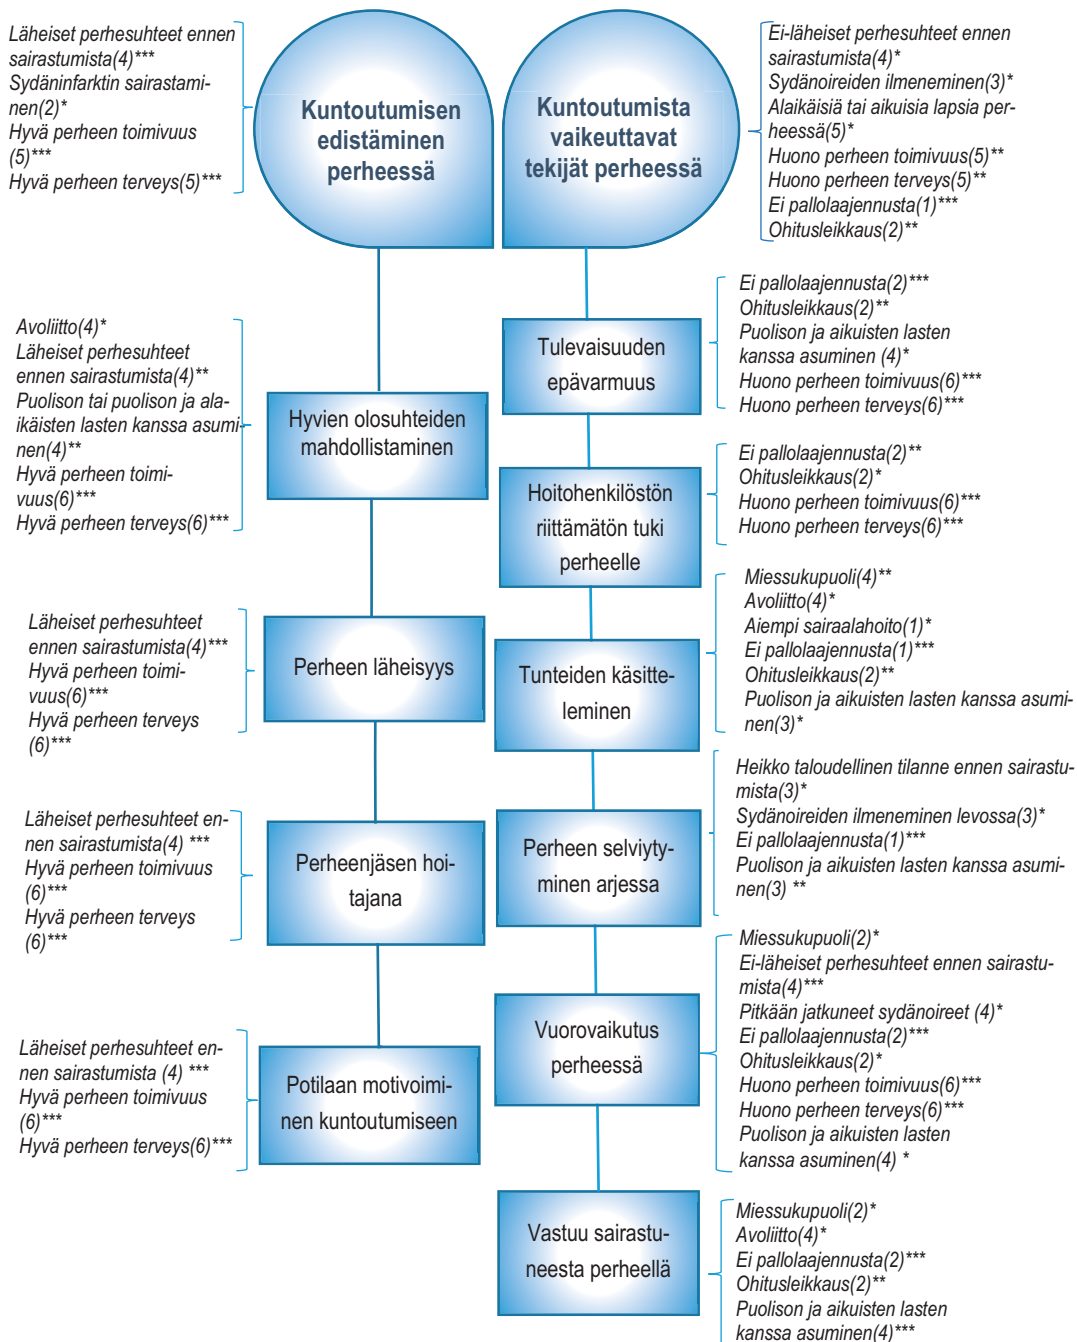 Läheiset perhesuhteet ennen
sairastumista(4)***
Sydäninfarktin sairastami-
nen(2)*
Hyvä perheen toimivuus
(5)***
Hyvä perheen terveys(5)***
Kuntoutumisen
edistäminen
perheessä
Kuntoutumista
vaikeuttavat
tekijät perheessä
Ei-läheiset perhesuhteet ennen
sairastumista(4)*
Sydänoireiden ilmeneminen(3)*
Alaikäisiä tai aikuisia lapsia per-
heessä(5)*
Huono perheen toimivuus(5)**
Huono perheen terveys(5)**
Ei pallolaajennusta(1)***
Ohitusleikkaus(2)**
Avoliitto(4)*
Läheiset perhesuhteet
ennen sairastumista(4)**
Puolison tai puolison ja ala-
ikäisten lasten kanssa asumi-
nen(4)**
Hyvä perheen toimi-
vuus(6)***
Hyvä perheen terveys(6)***
Hyvien olosuhteiden
mahdollistaminen
Läheiset perhesuhteet
ennen sairastumista(4)***
Hyvä perheen toimi-
vuus(6)***
Hyvä perheen terveys
(6)***
Perheen läheisyys
Läheiset perhesuhteet en-
nen sairastumista(4) ***
Hyvä perheen toimivuus
(6)***
Hyvä perheen terveys
(6)***
Perheenjäsen hoi-
tajana
Läheiset perhesuhteet en-
nen sairastumista (4) ***
Hyvä perheen toimivuus
(6)***
Hyvä perheen terveys(6)***
Potilaan motivoimi-
nen kuntoutumiseen
Tulevaisuuden
epävarmuus
Ei pallolaajennusta(2)***
Ohitusleikkaus(2)**
Puolison ja aikuisten lasten
kanssa asuminen (4)*
Huono perheen toimivuus(6)***
Huono perheen terveys(6)***
Hoitohenkilöstön
riittämätön tuki
perheelle
Ei pallolaajennusta(2)**
Ohitusleikkaus(2)*
Huono perheen toimivuus(6)***
Huono perheen terveys(6)***
Tunteiden käsitte-
leminen
Miessukupuoli(4)**
Avoliitto(4)*
Aiempi sairaalahoito(1)*
Ei pallolaajennusta(1)***
Ohitusleikkaus(2)**
Puolison ja aikuisten lasten kanssa asumi-
nen(3)*
Perheen selviyty-
minen arjessa
Heikko taloudellinen tilanne ennen sairastu-
mista(3)*
Sydänoireiden ilmeneminen levossa(3)*
Ei pallolaajennusta(1)***
Puolison ja aikuisten lasten kanssa asumi-
nen(3) **
Vuorovaikutus
perheessä
Miessukupuoli(2)*
Ei-läheiset perhesuhteet ennen sairastu-
mista(4)***
Pitkään jatkuneet sydänoireet (4)*
Ei pallolaajennusta(2)***
Ohitusleikkaus(2)*
Huono perheen toimivuus(6)***
Huono perheen terveys(6)***
Puolison ja aikuisten lasten
kanssa asuminen(4) *
Vastuu sairastu-
neesta perheellä
Miessukupuoli(2)*
Avoliitto(4)*
Ei pallolaajennusta(2)***
Ohitusleikkaus(2)**
Puolison ja aikuisten lasten
kanssa asuminen(4)***